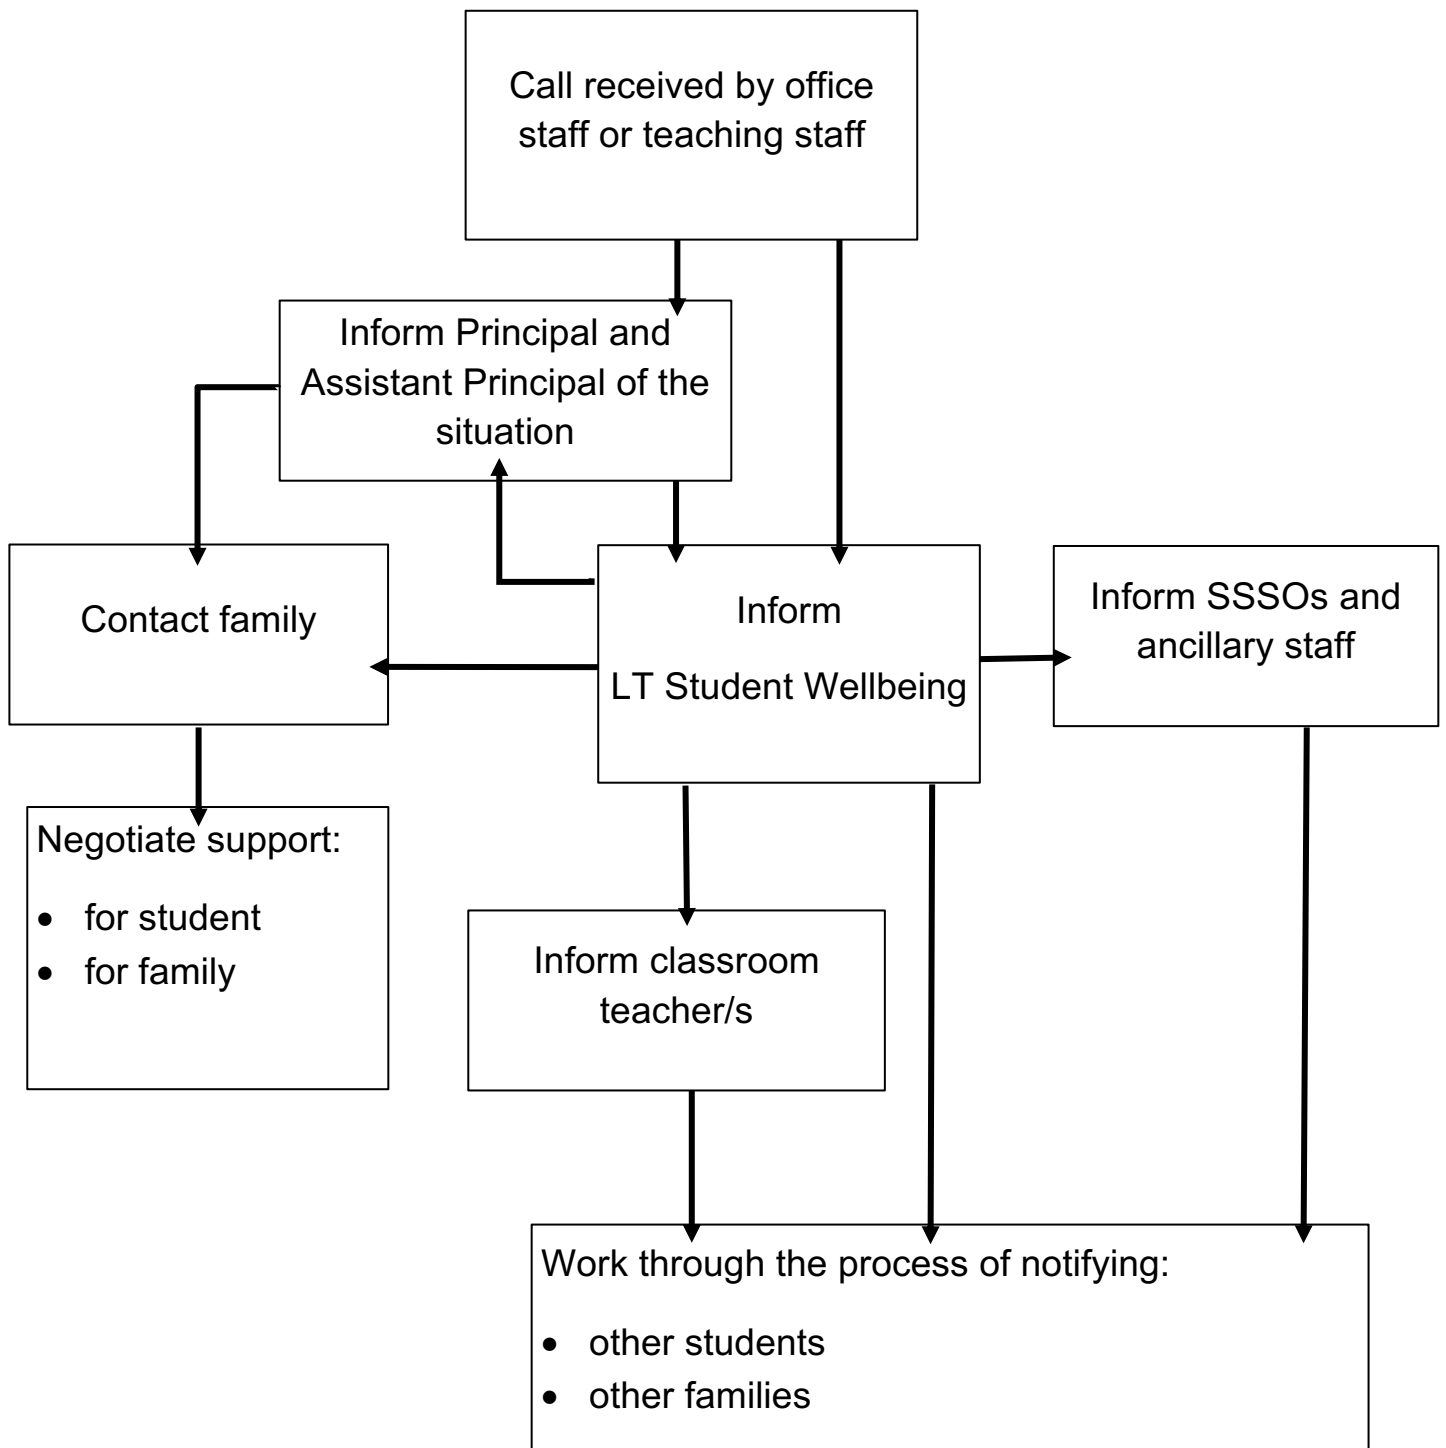 Call received by office
staff or teaching staff
Inform Principal and
Assistant Principal of the
situation
Contact family
Inform
LT Student Wellbeing
Inform SSSOs and
ancillary staff
Negotiate support:
• for student
• for family
Inform classroom
teacher/s
Work through the process of notifying:
• other students
• other families